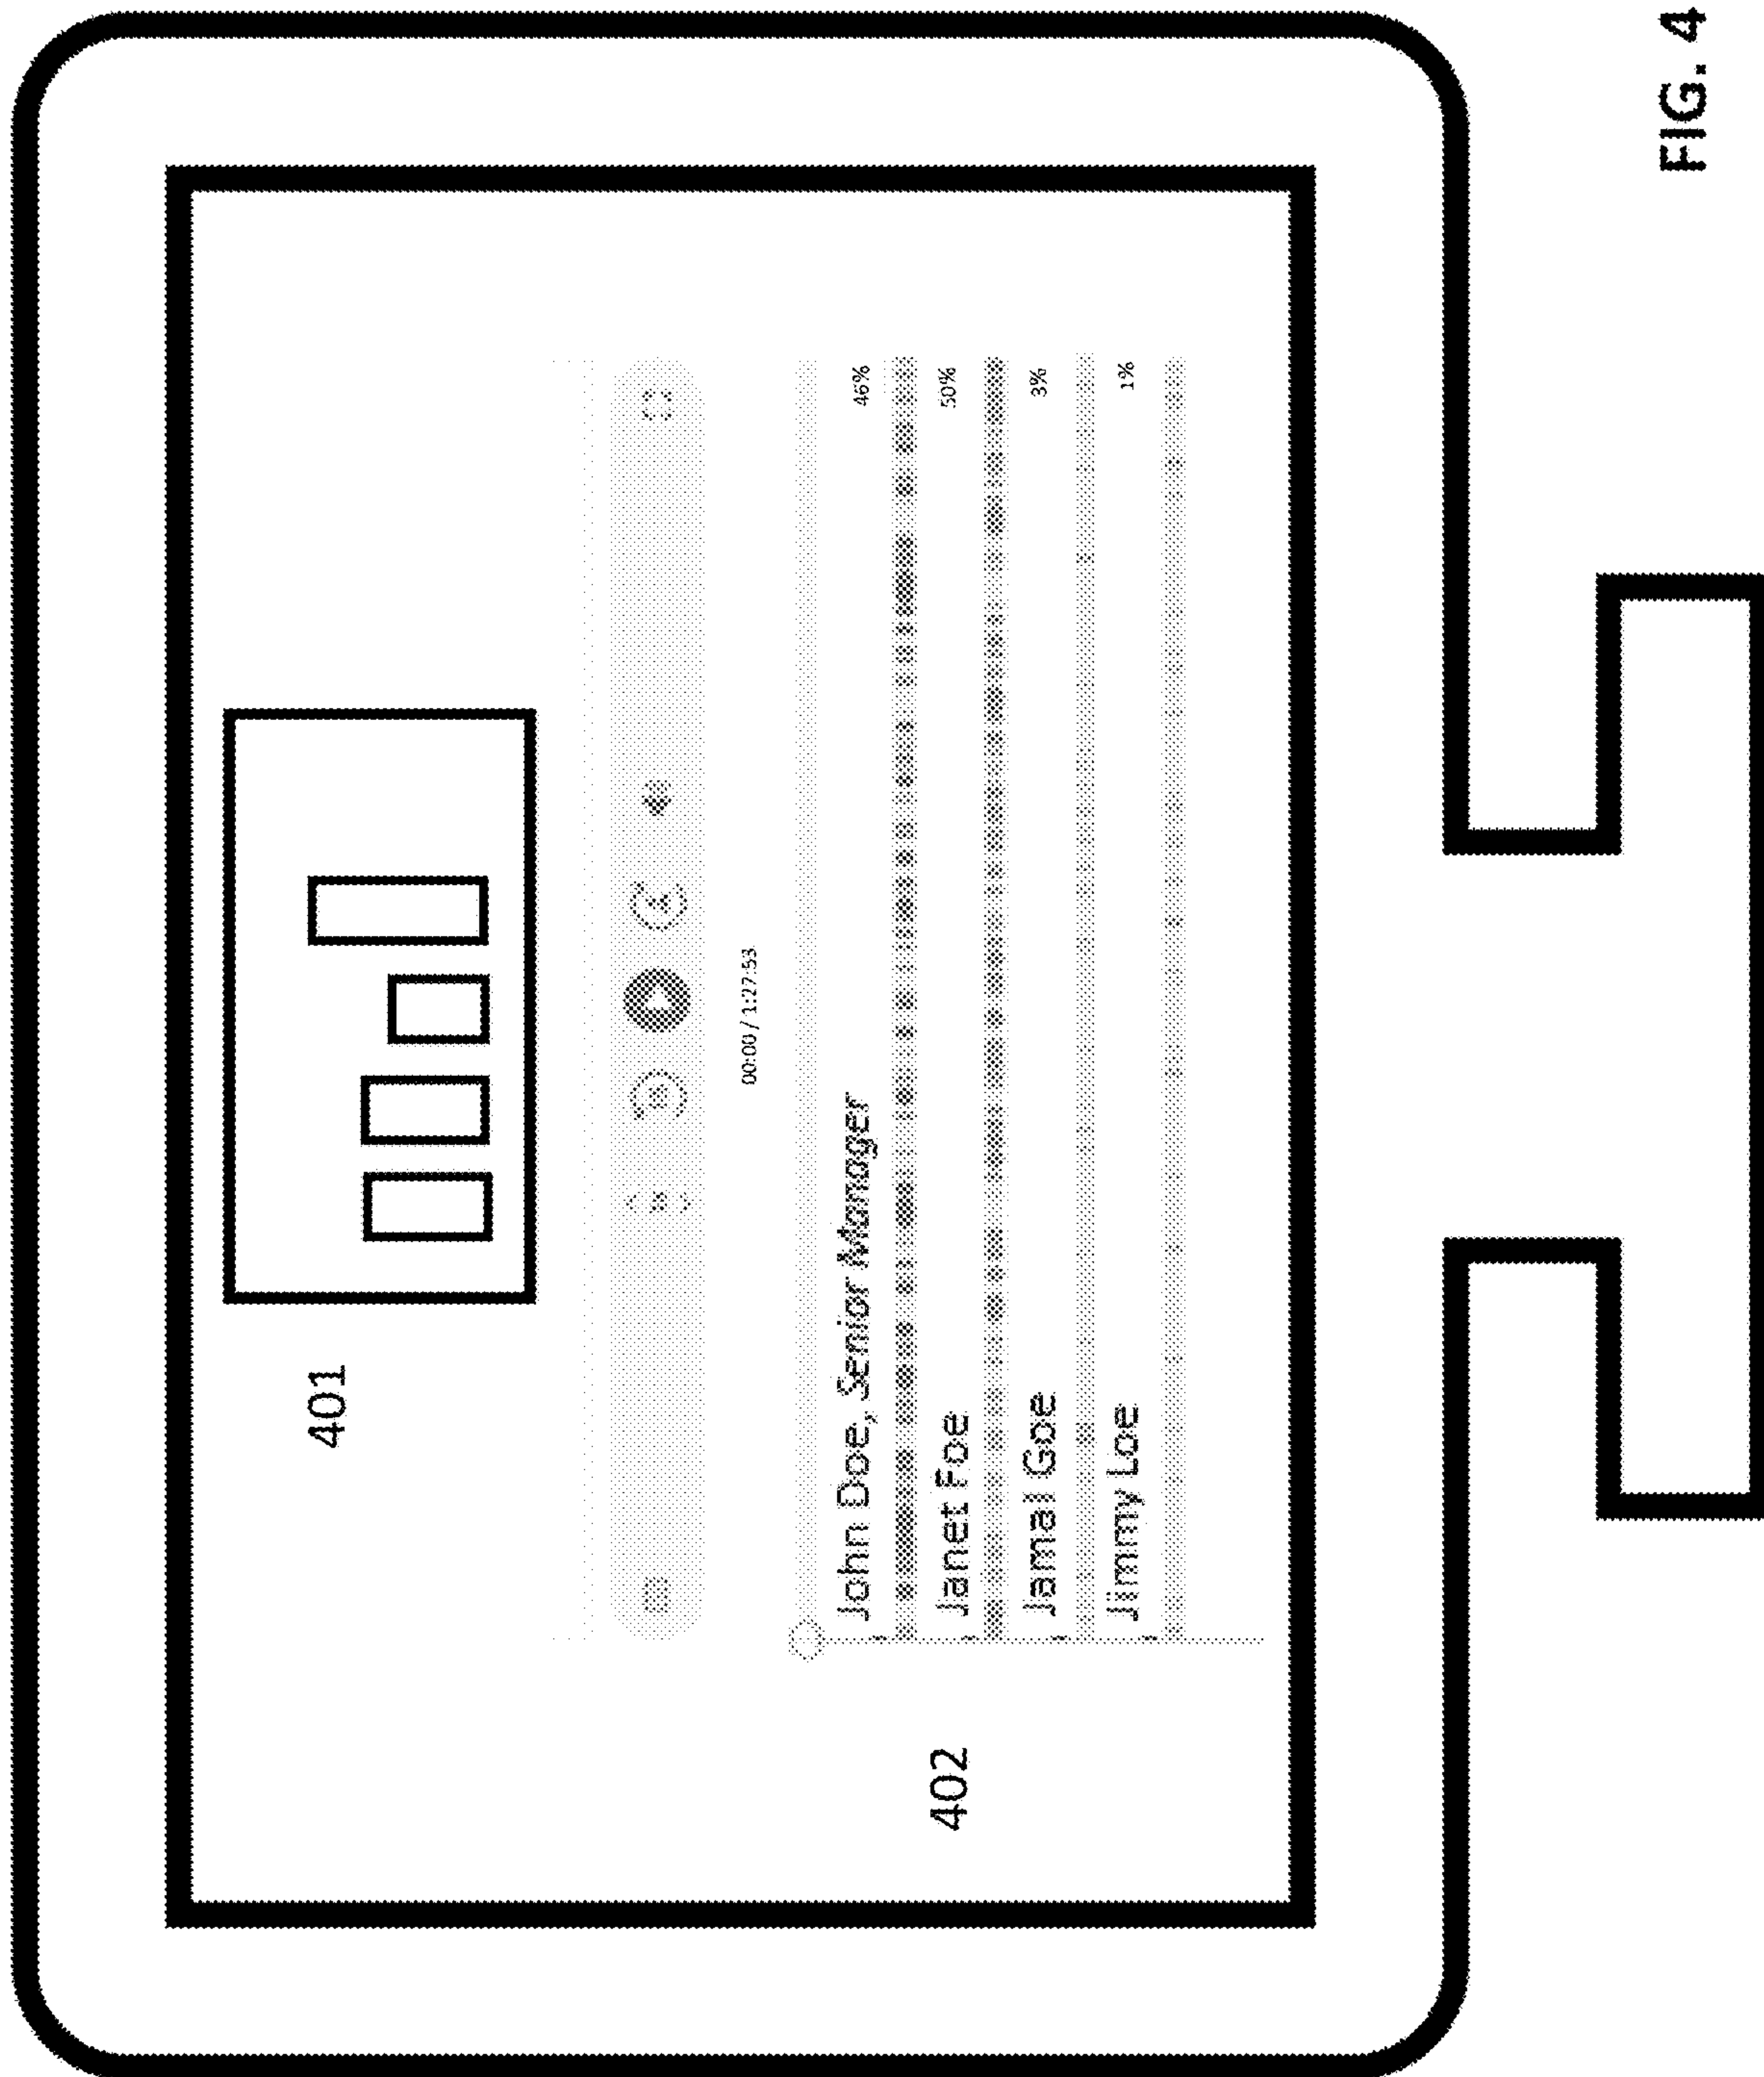 401
00:00 / 1:27:53
John Doe, Senior Manager
46%
Janet Foe
50%
402
Jamal Goe
3%
Jimmy Loe
1%
FIG. 4